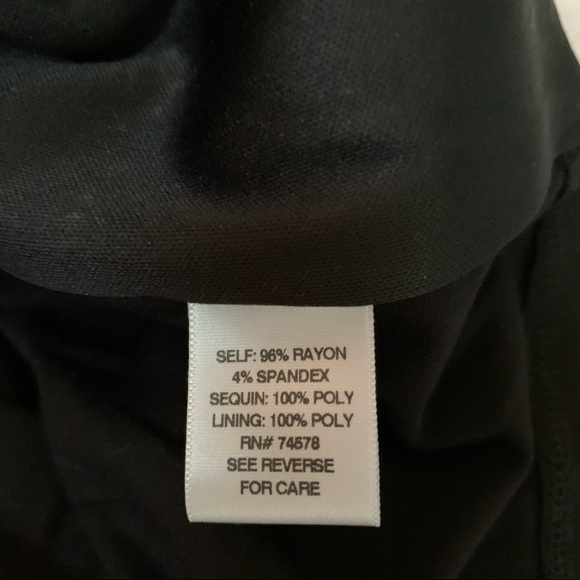 SELF: 96% RAYON
4% SPANDEX
SEQUIN: 100% POLY
LINING: 100% POLY
RN# 74578
SEE REVERSE
FOR CARE